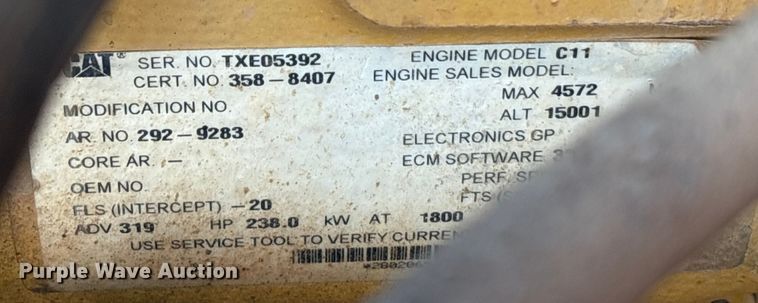 CAT® SER. NO. TXE05392 ENGINE MODEL C11
CERT. NO. 358-8407 ENGINE SALES MODEL:
MODIFICATION NO. MAX 4572
ALT 15001
AR. NO. 292-9283 ELECTRONICS GP
CORE AR. - ECM SOFTWARE
OEM NO. PERF.
FLS (INTERCEPT) -20 FTS
ADV 319 HP 238.0 kW AT 1800
USE SERVICE TOOL TO VERIFY
Purple Wave Auction